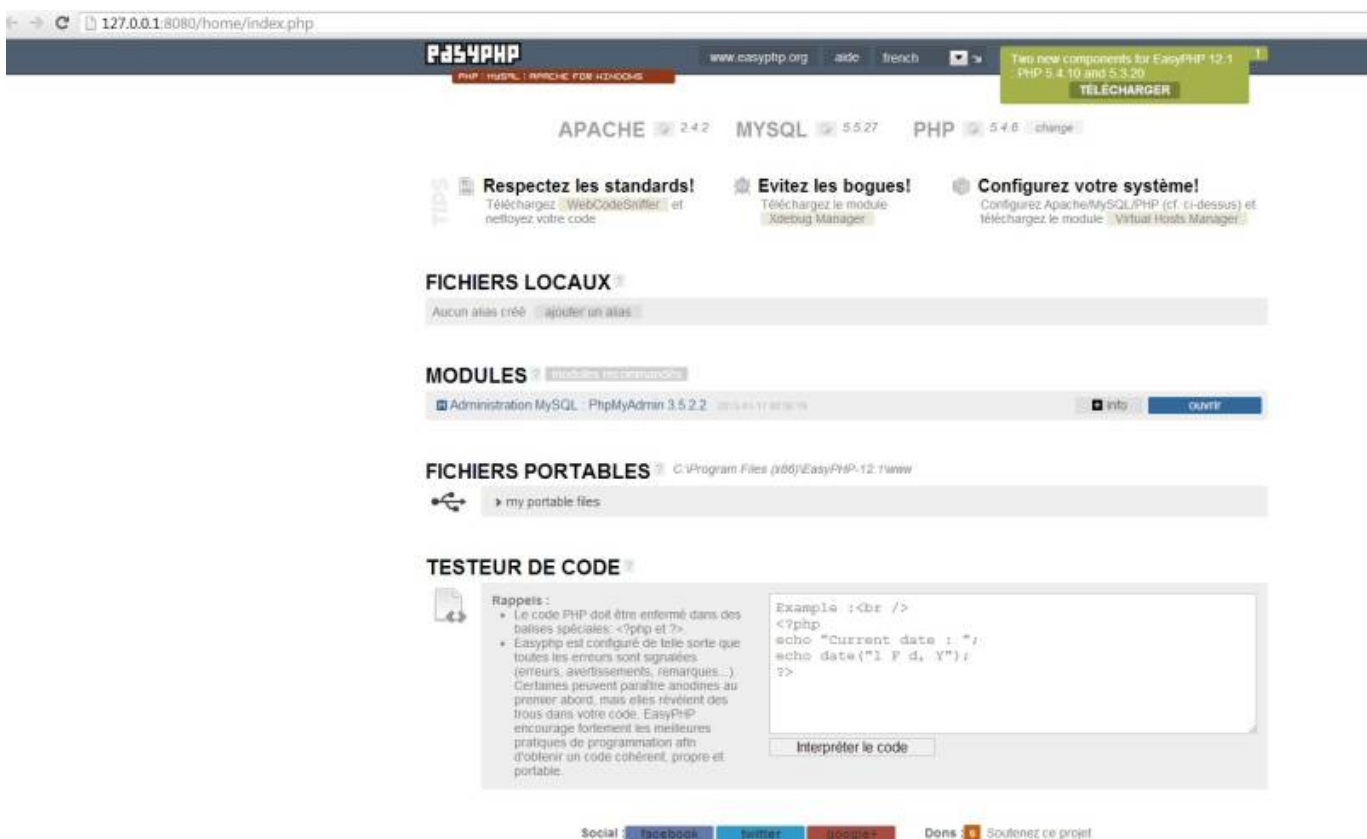 127.0.0.1:8080/home/index.php
easyPHP
PHP : MYSQL : APACHE FOR WINDOWS
www.easyphp.org aide french
Two new components for EasyPHP 12.1
: PHP 5.4.10 and 5.3.20
TÉLÉCHARGER
APACHE 2.4.2 MYSQL 5.5.27 PHP 5.4.6 change
TIPS
Respectez les standards!
Téléchargez WebCodeSniffer et
nettoyez votre code
Evitez les bogues!
Téléchargez le module
Xdebug Manager
Configurez votre système!
Configurez Apache/MySQL/PHP (cf. ci-dessus) et
téléchargez le module Virtual Hosts Manager
FICHIERS LOCAUX ?
Aucun alias créé ajouter un alias
MODULES ? modules recommandés
Administration MySQL : PhpMyAdmin 3.5.2.2
info ouvrir
FICHIERS PORTABLES ? C:\Program Files (x86)\EasyPHP-12.1\www
my portable files
TESTEUR DE CODE ?
Rappels :
• Le code PHP doit être enfermé dans des
balises spéciales: <?php et ?>
• Easyphp est configuré de telle sorte que
toutes les erreurs sont signalées
(erreurs, avertissements, remarques...)
Certaines peuvent paraître anodines au
premier abord, mais elles révèlent des
trous dans votre code. EasyPHP
encourage fortement les meilleures
pratiques de programmation afin
d'obtenir un code cohérent, propre et
portable.
Example :<br />
<?php
echo "Current date : ";
echo date("l F d, Y");
?>
Interpréter le code
Social : facebook twitter google+ Dons : Soutenez ce projet